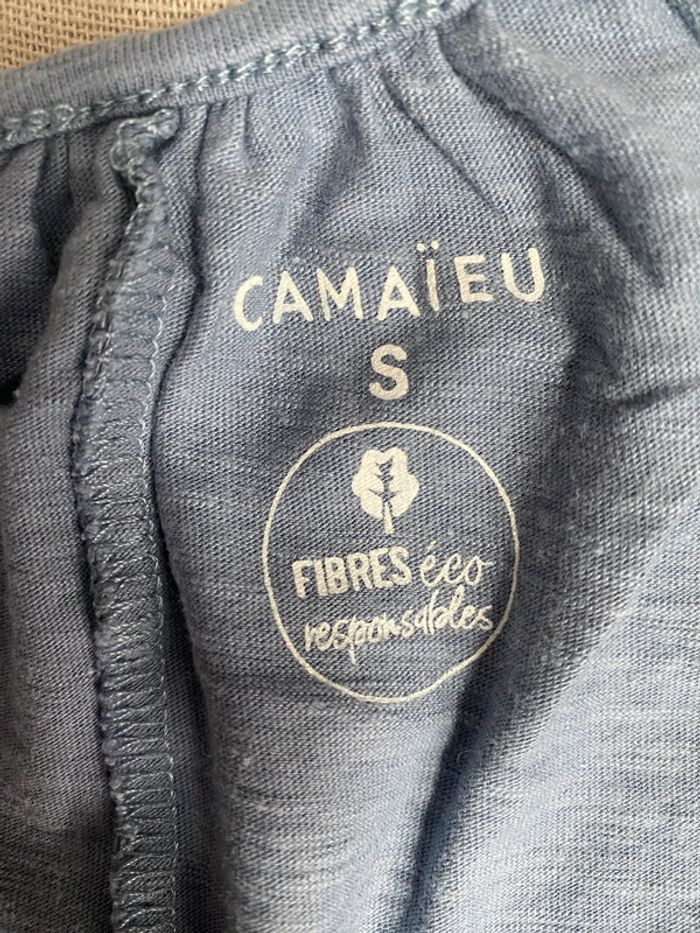 CAMAÏEU
S
FIBRES éco
responsables